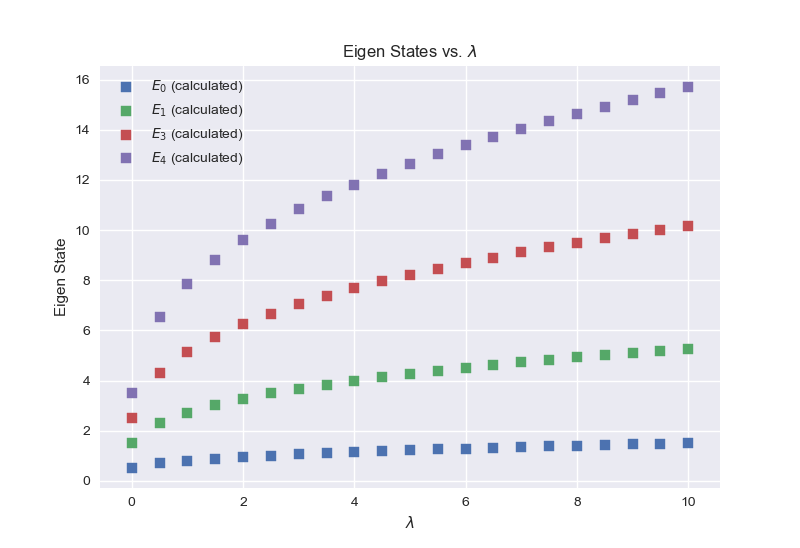 Eigen States vs. λ
E₀ (calculated)
E₁ (calculated)
E₃ (calculated)
E₄ (calculated)
Eigen State
16
14
12
10
8
6
4
2
0
0 2 4 6 8 10
λ